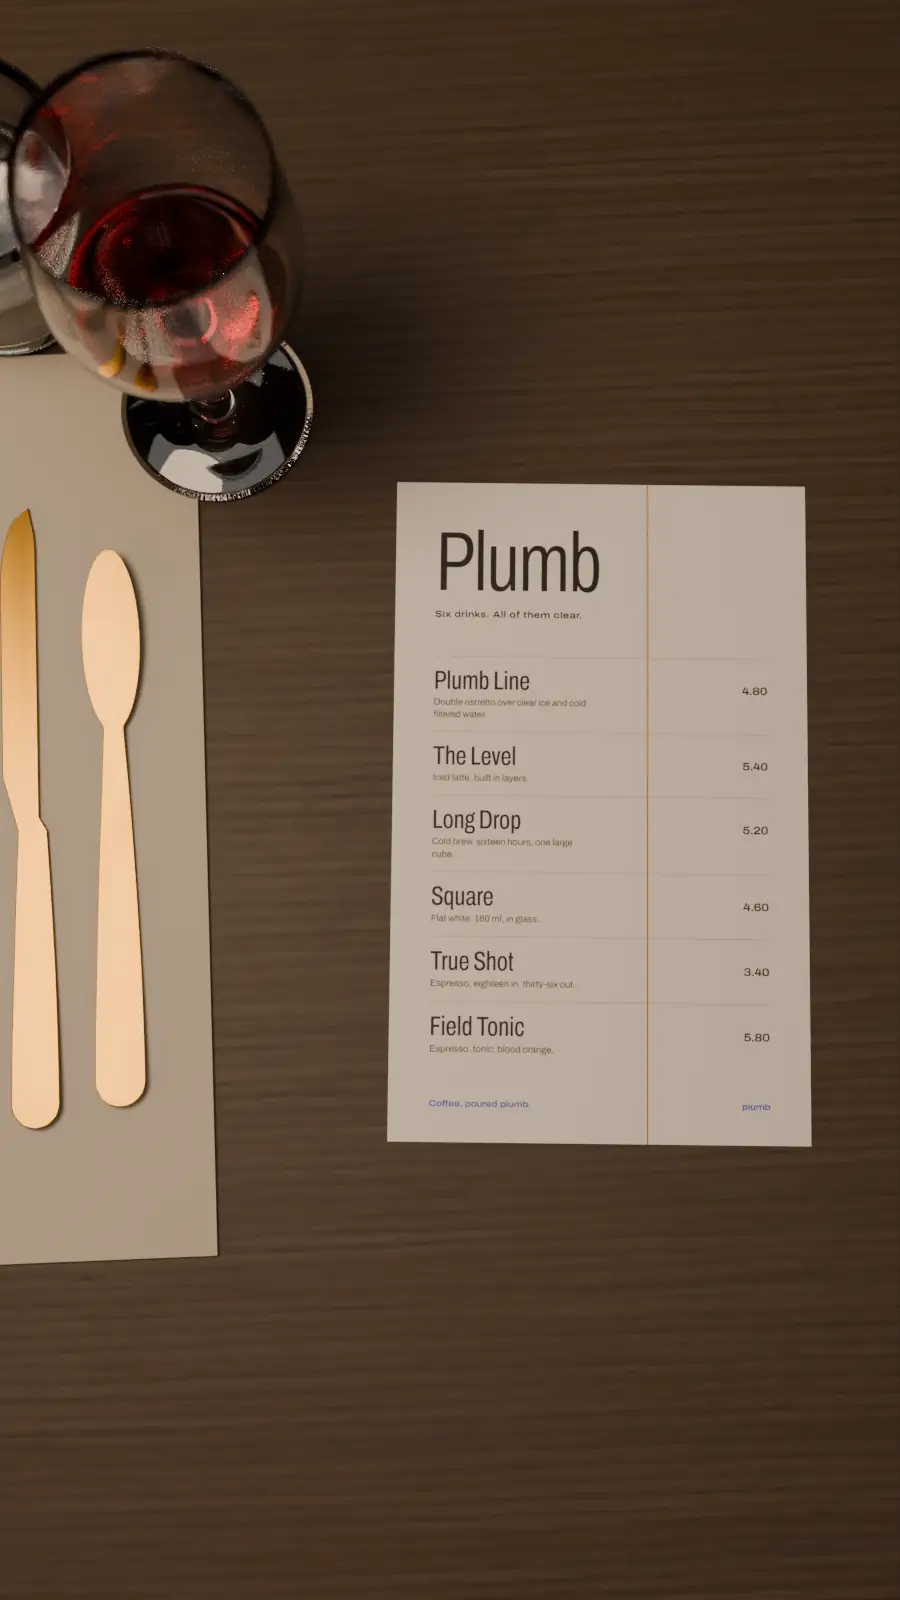 Plumb
Six drinks. All of them clear.
Plumb Line
4.80
Double ristretto over clear ice and cold
filtered water.
The Level
5.40
Iced latte, built in layers.
Long Drop
5.20
Cold brew, sixteen hours, one large
cube.
Square
4.60
Flat white, 160 ml, in glass.
True Shot
3.40
Espresso, eighteen in, thirty-six out.
Field Tonic
5.80
Espresso, tonic, blood orange.
Coffee, poured plumb.
plumb